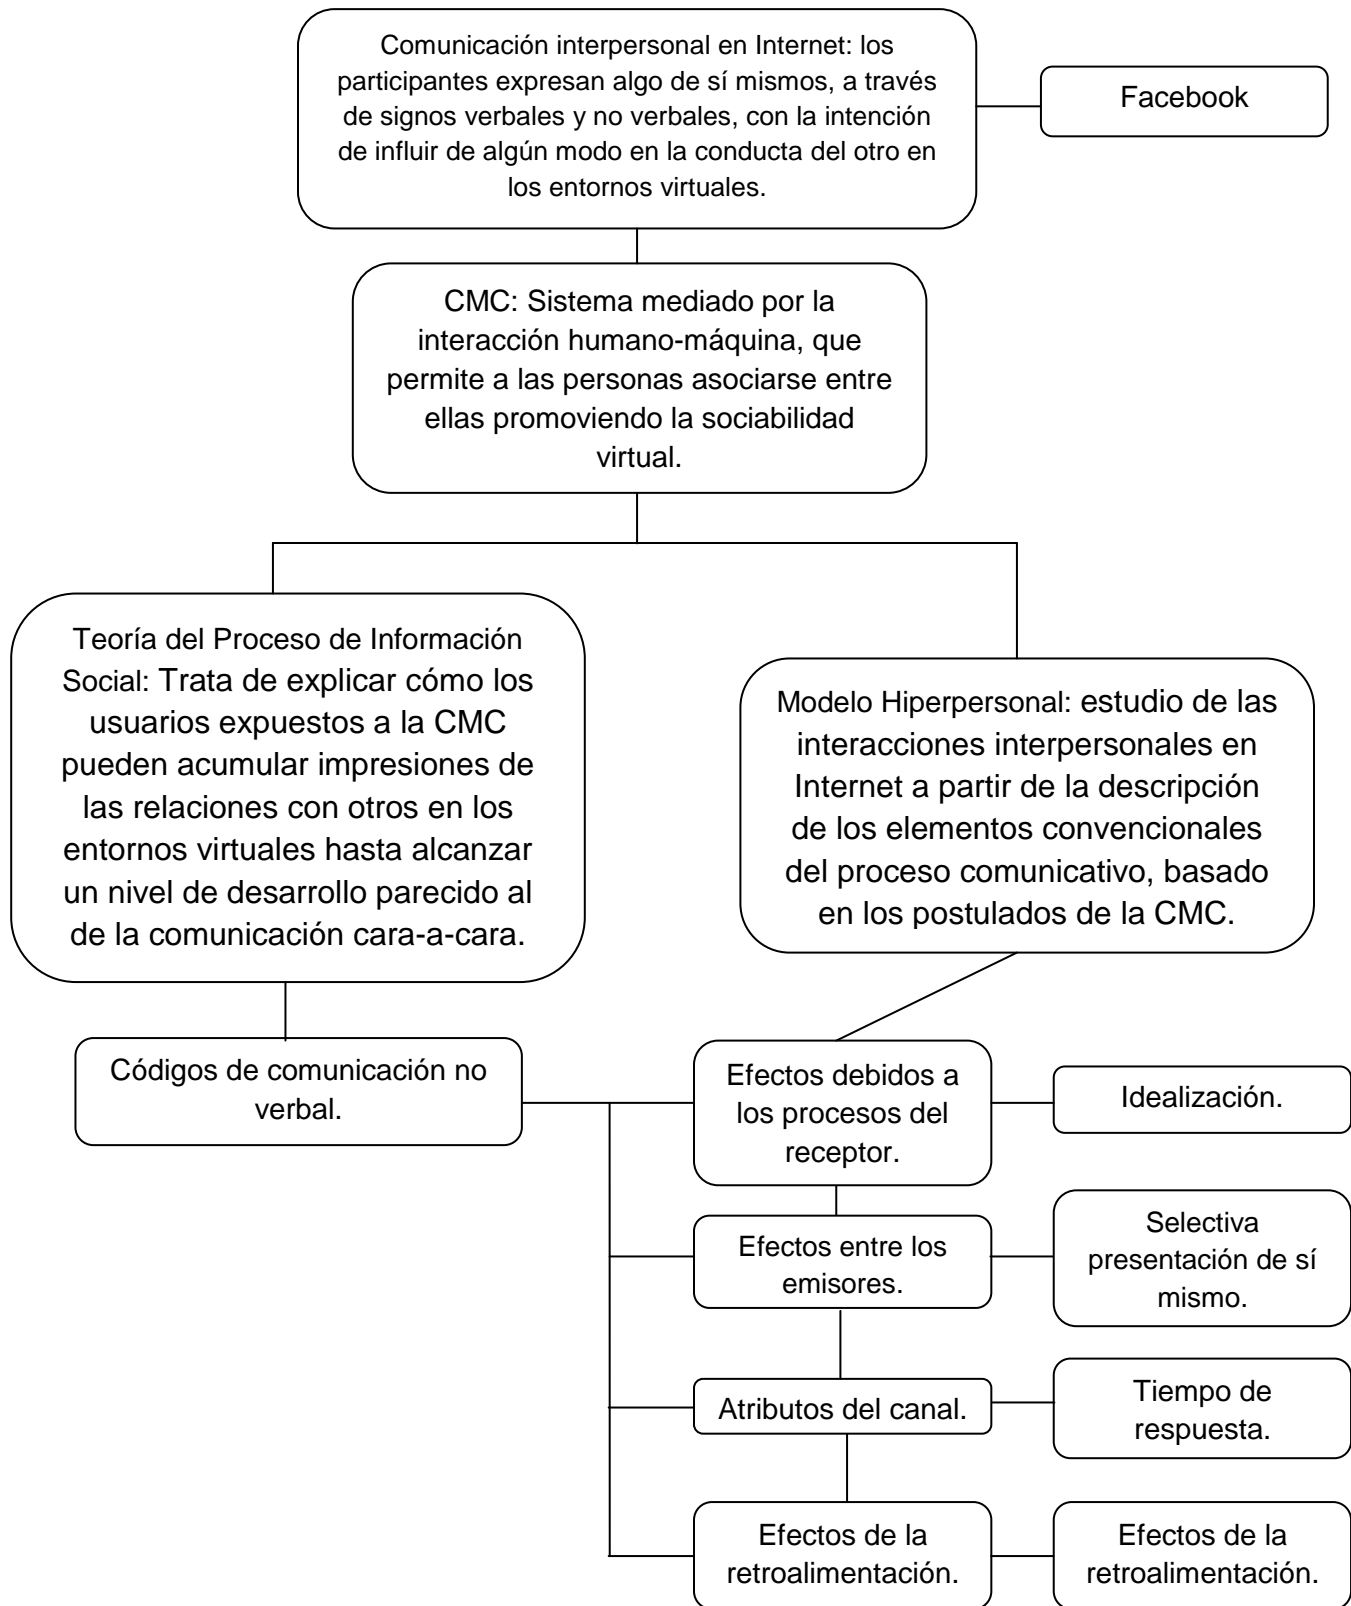 Comunicación interpersonal en Internet: los
participantes expresan algo de sí mismos, a través
de signos verbales y no verbales, con la intención
de influir de algún modo en la conducta del otro en
los entornos virtuales.
Facebook
CMC: Sistema mediado por la
interacción humano-máquina, que
permite a las personas asociarse entre
ellas promoviendo la sociabilidad
virtual.
Teoría del Proceso de Información
Social: Trata de explicar cómo los
usuarios expuestos a la CMC
pueden acumular impresiones de
las relaciones con otros en los
entornos virtuales hasta alcanzar
un nivel de desarrollo parecido al
de la comunicación cara-a-cara.
Modelo Hiperpersonal: estudio de las
interacciones interpersonales en
Internet a partir de la descripción
de los elementos convencionales
del proceso comunicativo, basado
en los postulados de la CMC.
Códigos de comunicación no
verbal.
Efectos debidos a
los procesos del
receptor.
Idealización.
Efectos entre los
emisores.
Selectiva
presentación de sí
mismo.
Atributos del canal.
Tiempo de
respuesta.
Efectos de la
retroalimentación.
Efectos de la
retroalimentación.